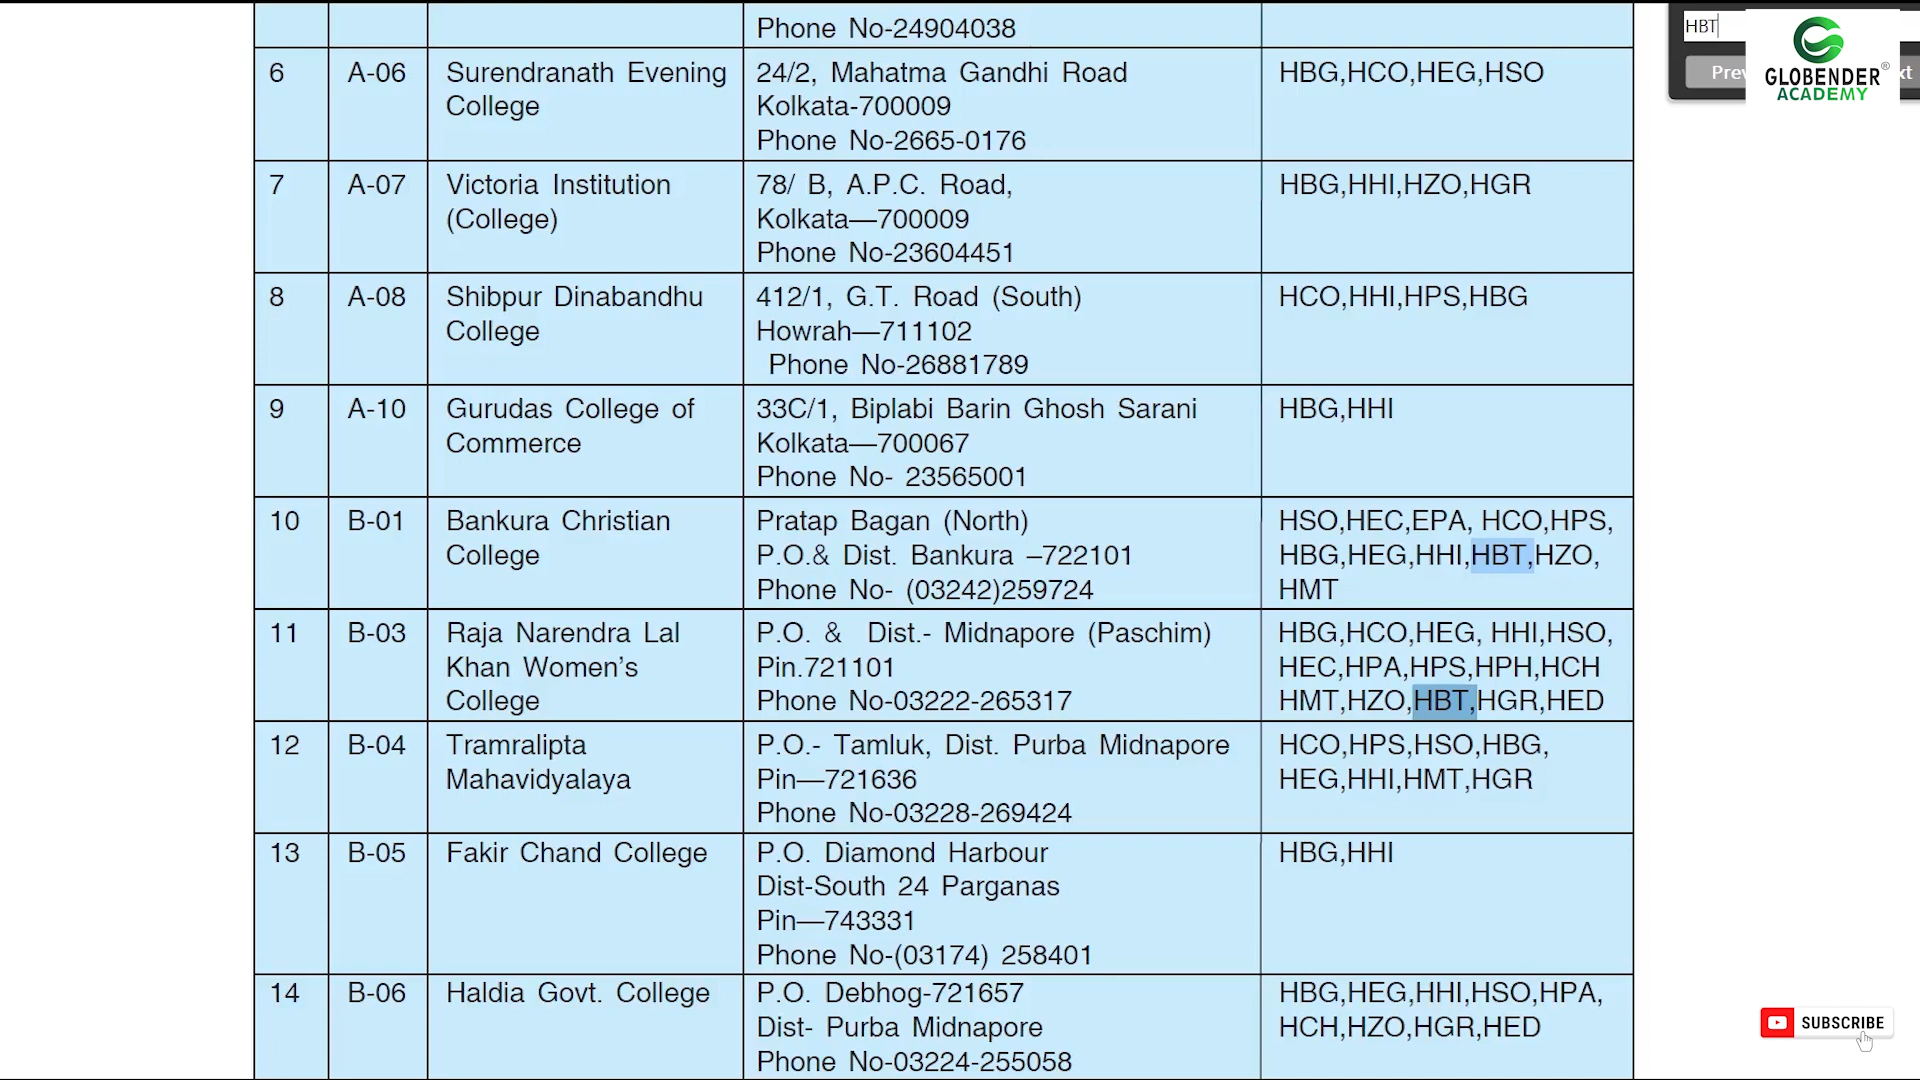 Phone No-24904038
6 A-06 Surendranath Evening 24/2, Mahatma Gandhi Road HBG,HCO,HEG,HSO
College Kolkata-700009
Phone No-2665-0176
7 A-07 Victoria Institution 78/ B, A.P.C. Road, HBG,HHI,HZO,HGR
(College) Kolkata—700009
Phone No-23604451
8 A-08 Shibpur Dinabandhu 412/1, G.T. Road (South) HCO,HHI,HPS,HBG
College Howrah—711102
Phone No-26881789
9 A-10 Gurudas College of 33C/1, Biplabi Barin Ghosh Sarani HBG,HHI
Commerce Kolkata—700067
Phone No- 23565001
10 B-01 Bankura Christian Pratap Bagan (North) HSO,HEC,EPA, HCO,HPS,
College P.O.& Dist. Bankura –722101 HBG,HEG,HHI,HBT,HZO,
Phone No- (03242)259724 HMT
11 B-03 Raja Narendra Lal P.O. & Dist.- Midnapore (Paschim) HBG,HCO,HEG, HHI,HSO,
Khan Women’s Pin.721101 HEC,HPA,HPS,HPH,HCH
College Phone No-03222-265317 HMT,HZO,HBT,HGR,HED
12 B-04 Tramralipta P.O.- Tamluk, Dist. Purba Midnapore HCO,HPS,HSO,HBG,
Mahavidyalaya Pin—721636 HEG,HHI,HMT,HGR
Phone No-03228-269424
13 B-05 Fakir Chand College P.O. Diamond Harbour HBG,HHI
Dist-South 24 Parganas
Pin—743331
Phone No-(03174) 258401
14 B-06 Haldia Govt. College P.O. Debhog-721657 HBG,HEG,HHI,HSO,HPA,
Dist- Purba Midnapore HCH,HZO,HGR,HED
Phone No-03224-255058
HBT
GLOBENDER®
ACADEMY
SUBSCRIBE